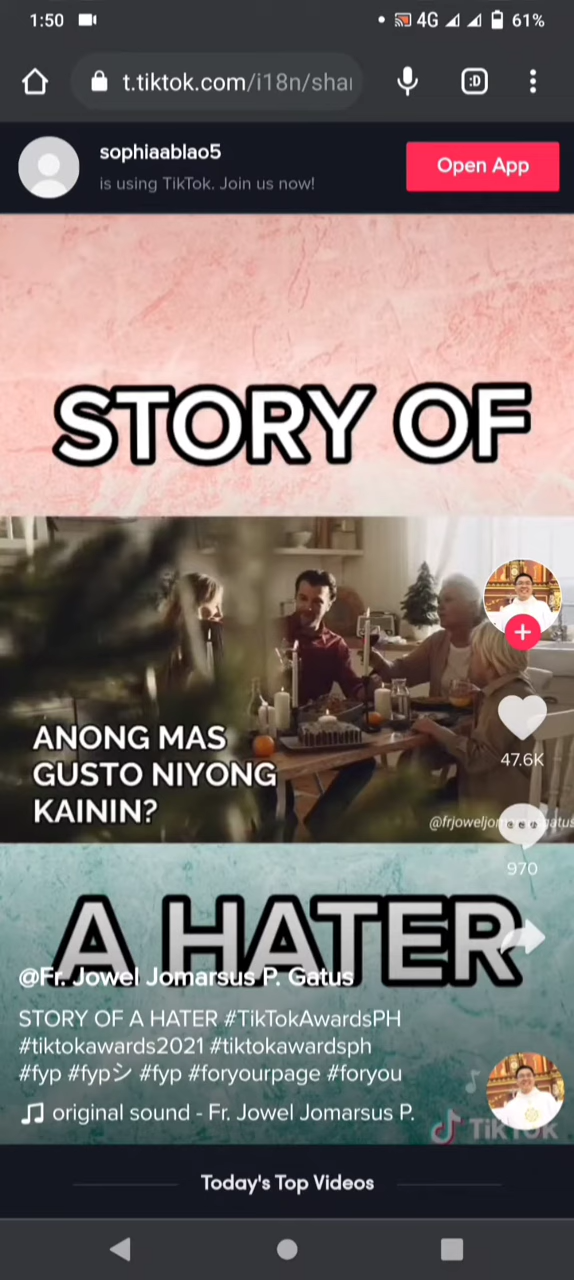 1:50
4G
61%
t.tiktok.com/i18n/shar
:D
sophiaablao5
is using TikTok. Join us now!
Open App
STORY OF
ANONG MAS
GUSTO NIYONG
KAININ?
47.6K
970
A HATER
@Fr. Jowel Jomarsus P. Gatus
STORY OF A HATER #TikTokAwardsPH
#tiktokawards2021 #tiktokawardsph
#fyp #fypシ #fyp #foryourpage #foryou
original sound - Fr. Jowel Jomarsus P.
TikTok
Today's Top Videos